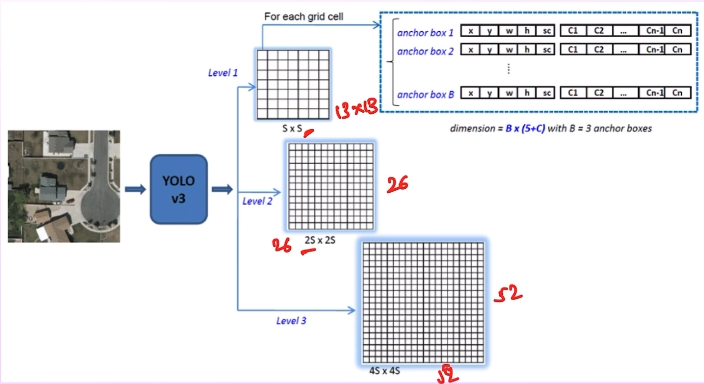 For each grid cell
anchor box 1 x y w h sc C1 C2 ... Cn-1 Cn
anchor box 2 x y w h sc C1 C2 ... Cn-1 Cn
anchor box B x y w h sc C1 C2 ... Cn-1 Cn
dimension = B x (5+C) with B = 3 anchor boxes
Level 1
13×13
S x S
YOLO
v3
Level 2
26
26
2S x 2S
Level 3
52
4S x 4S
52